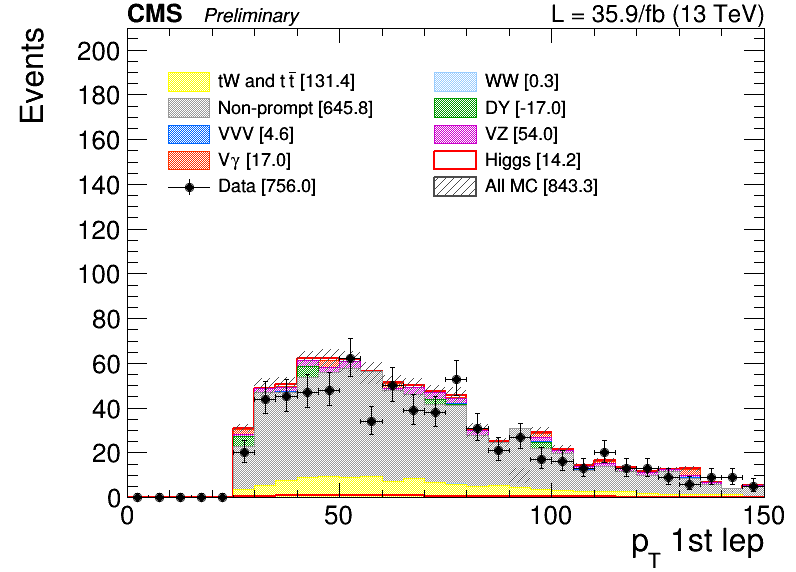 CMS Preliminary L = 35.9/fb (13 TeV)
Events
200
180
160
140
120
100
80
60
40
20
0
tW and tt̄ [131.4]
Non-prompt [645.8]
VVV [4.6]
Vγ [17.0]
Data [756.0]
WW [0.3]
DY [-17.0]
VZ [54.0]
Higgs [14.2]
All MC [843.3]
0 50 100 150
p_T 1st lep